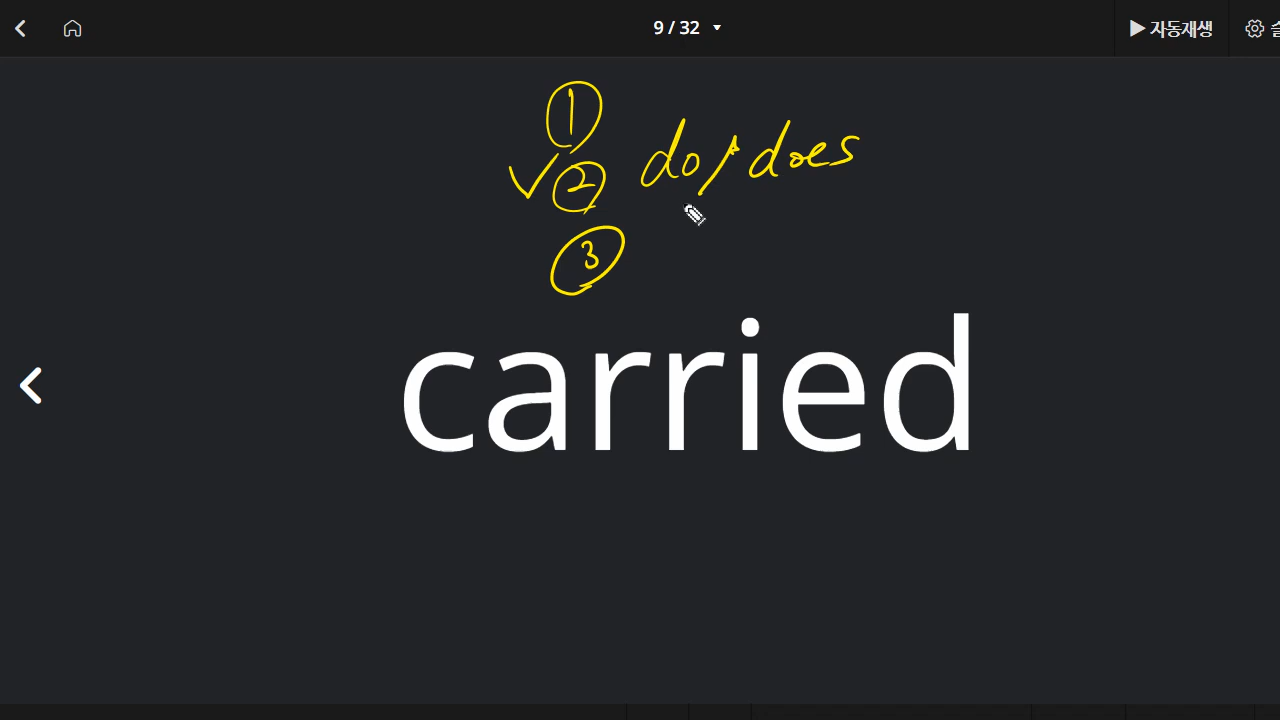 9 / 32
▶ 자동재생
①
✓ ② do / does
③
carried